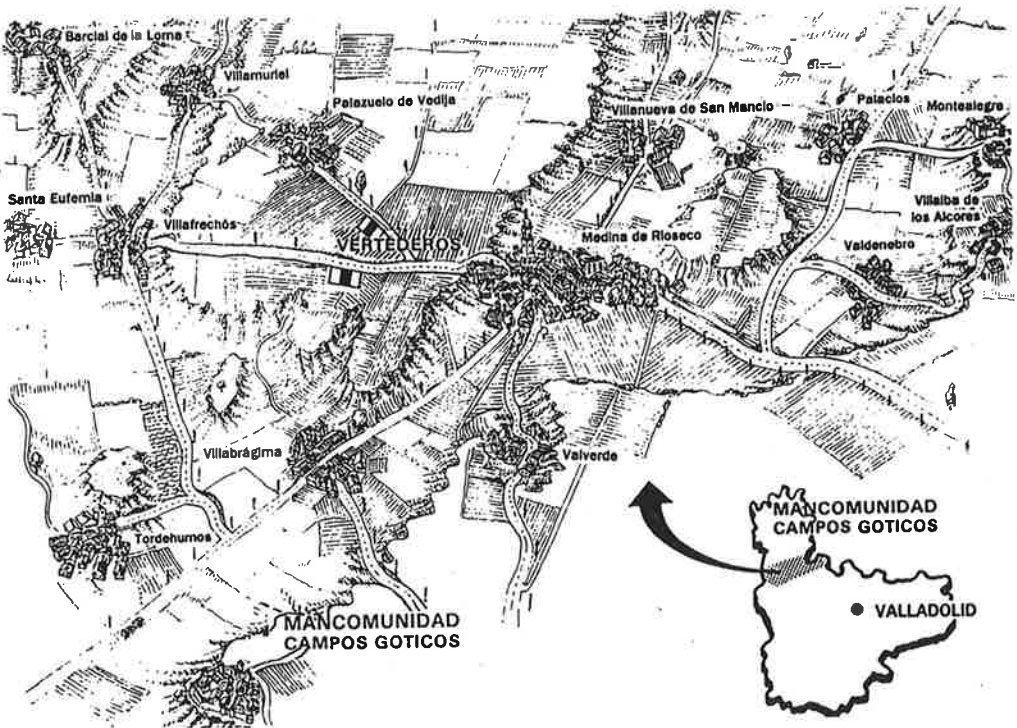 Barcial de la Loma
Villamuriel
Palazuelo de Vedija
Villanueva de San Mancio
Palacios
Montealegre
Santa Eufemia
Villafrechós
VERTEDEROS
Medina de Rioseco
Villalba de
los Alcores
Valdenebro
Villabrágima
Valverde
Tordehumos
MANCOMUNIDAD
CAMPOS GOTICOS
MANCOMUNIDAD
CAMPOS GOTICOS
VALLADOLID